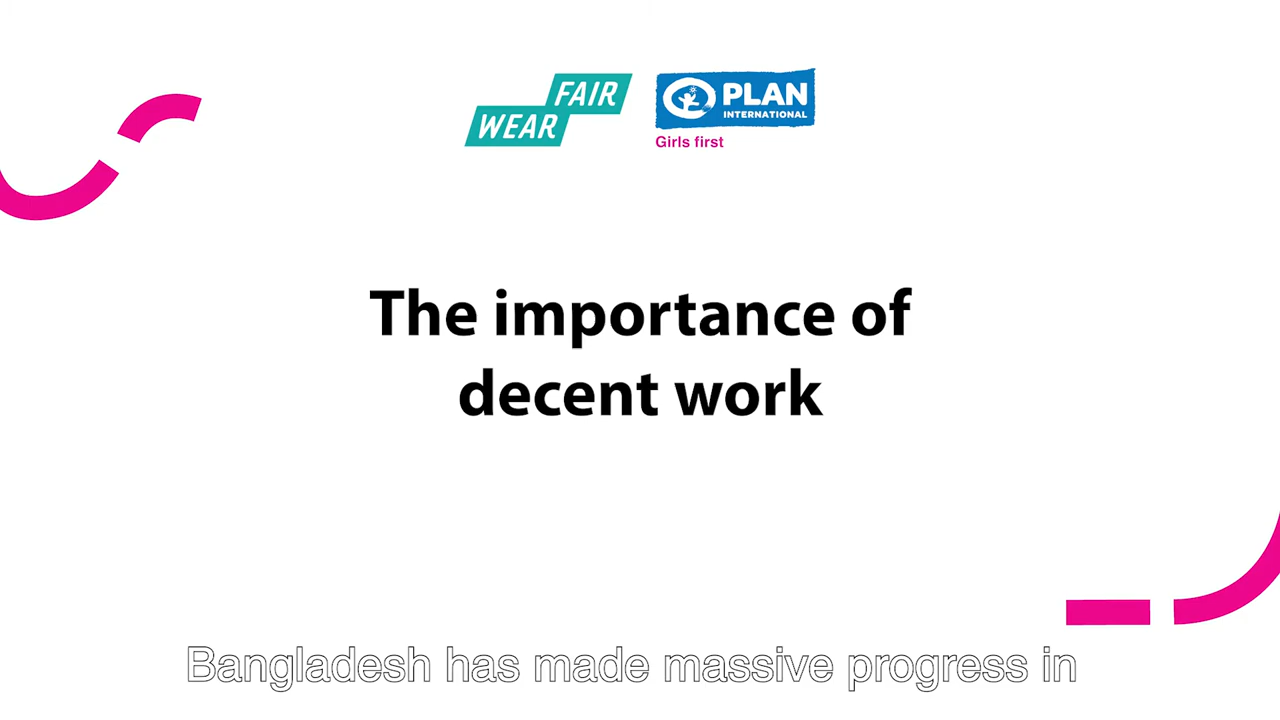 FAIR
WEAR
PLAN
INTERNATIONAL
Girls first
The importance of
decent work
Bangladesh has made massive progress in